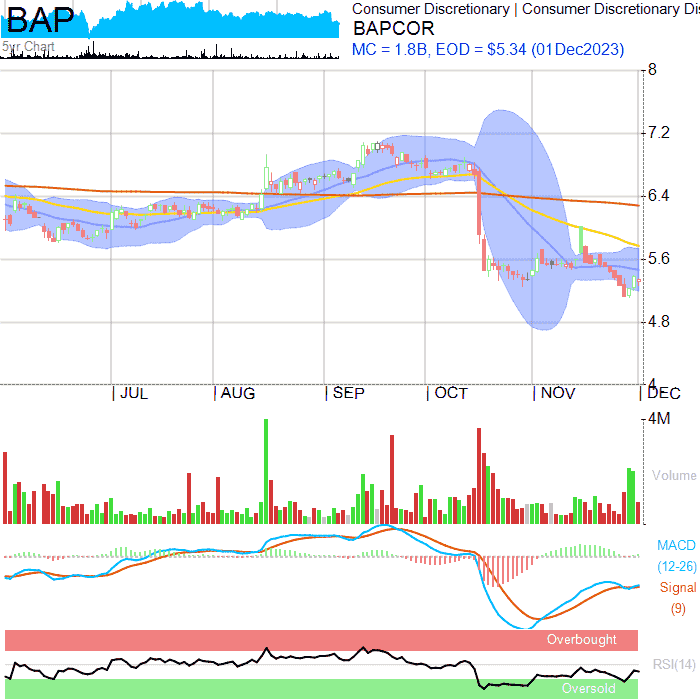 BAP
5yr Chart
Consumer Discretionary | Consumer Discretionary Dis
BAPCOR
MC = 1.8B, EOD = $5.34 (01Dec2023)
8
7.2
6.4
5.6
4.8
4
JUL
AUG
SEP
OCT
NOV
DEC
4M
Volume
MACD
(12-26)
Signal
(9)
Overbought
RSI(14)
Oversold